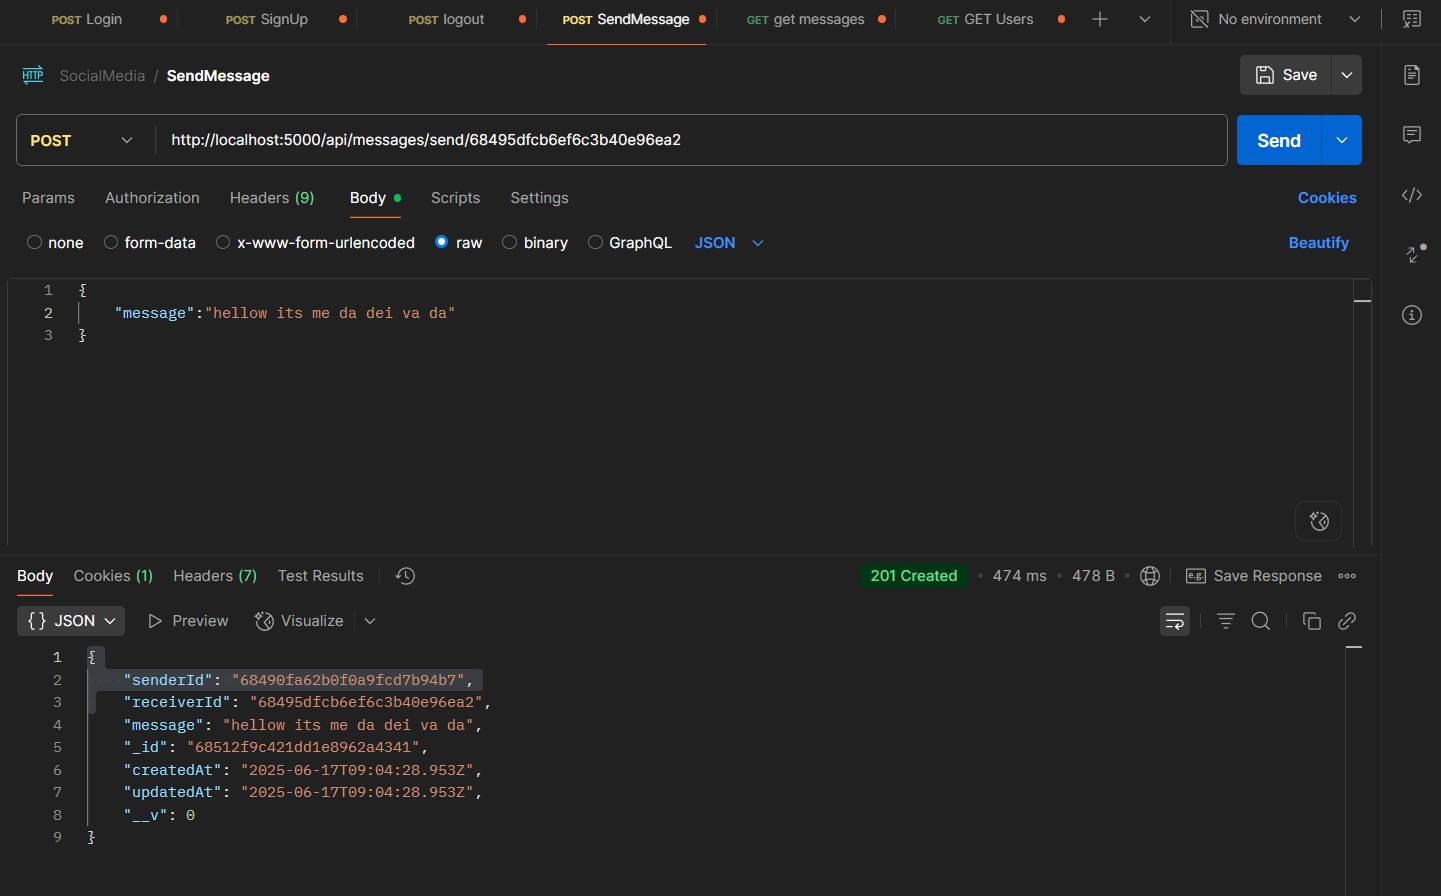 POST Login POST SignUp POST logout POST SendMessage GET get messages GET GET Users No environment
HTTP SocialMedia / SendMessage Save
POST http://localhost:5000/api/messages/send/68495dfcb6ef6c3b40e96ea2 Send
Params Authorization Headers (9) Body Scripts Settings Cookies
none form-data x-www-form-urlencoded raw binary GraphQL JSON Beautify
1 {
2 "message":"hellow its me da dei va da"
3 }
Body Cookies (1) Headers (7) Test Results 201 Created 474 ms 478 B e.g. Save Response
{} JSON Preview Visualize
1 {
2 "senderId": "68490fa62b0f0a9fcd7b94b7",
3 "receiverId": "68495dfcb6ef6c3b40e96ea2",
4 "message": "hellow its me da dei va da",
5 "_id": "68512f9c421dd1e8962a4341",
6 "createdAt": "2025-06-17T09:04:28.953Z",
7 "updatedAt": "2025-06-17T09:04:28.953Z",
8 "__v": 0
9 }